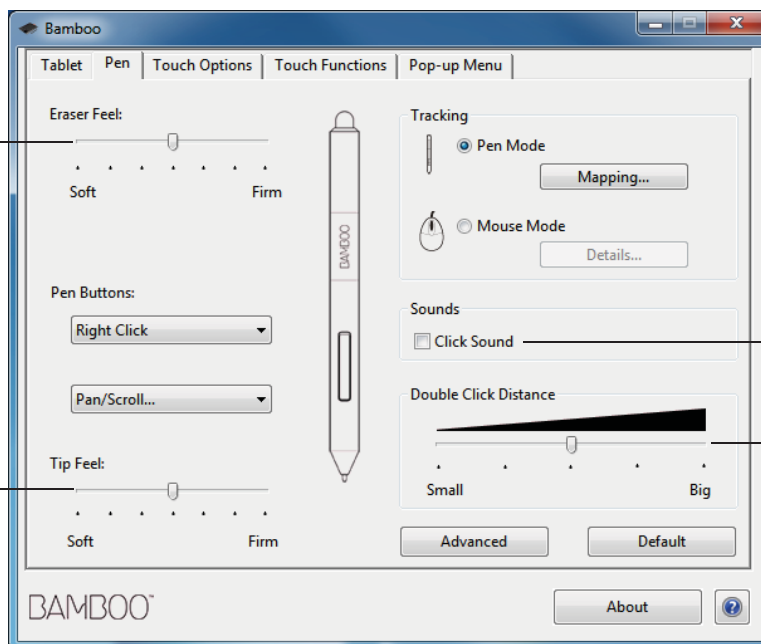 Bamboo
Tablet Pen Touch Options Touch Functions Pop-up Menu
Eraser Feel:
Soft Firm
Pen Buttons:
Right Click
Pan/Scroll...
Tip Feel:
Soft Firm
BAMBOO
Tracking
Pen Mode
Mapping...
Mouse Mode
Details...
Sounds
Click Sound
Double Click Distance
Small Big
Advanced Default
BAMBOO™ About ?